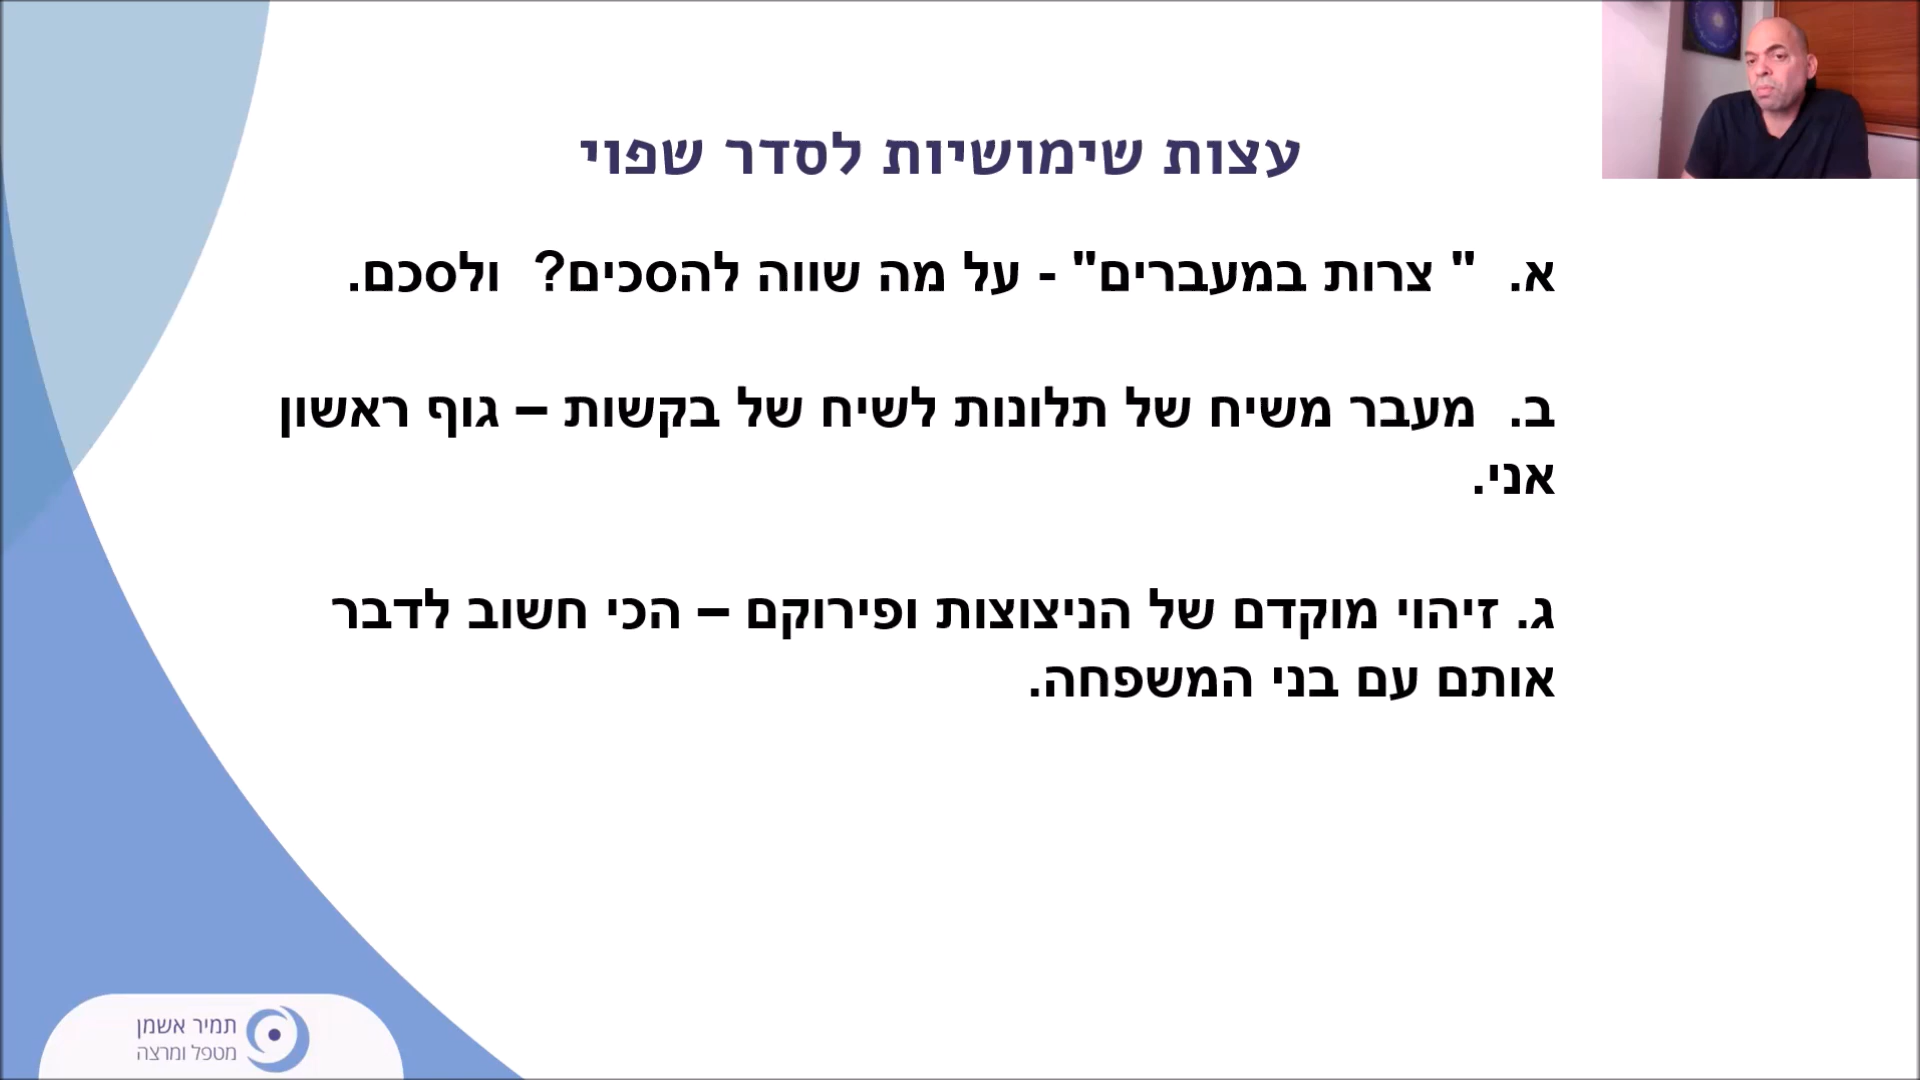 עצות שימושיות לסדר שפוי
א. " צרות במעברים" - על מה שווה להסכים? ולסכם.
ב. מעבר משיח של תלונות לשיח של בקשות – גוף ראשון
אני.
ג. זיהוי מוקדם של הניצוצות ופירוקם – הכי חשוב לדבר
אותם עם בני המשפחה.
תמיר אשמן
מטפל ומרצה